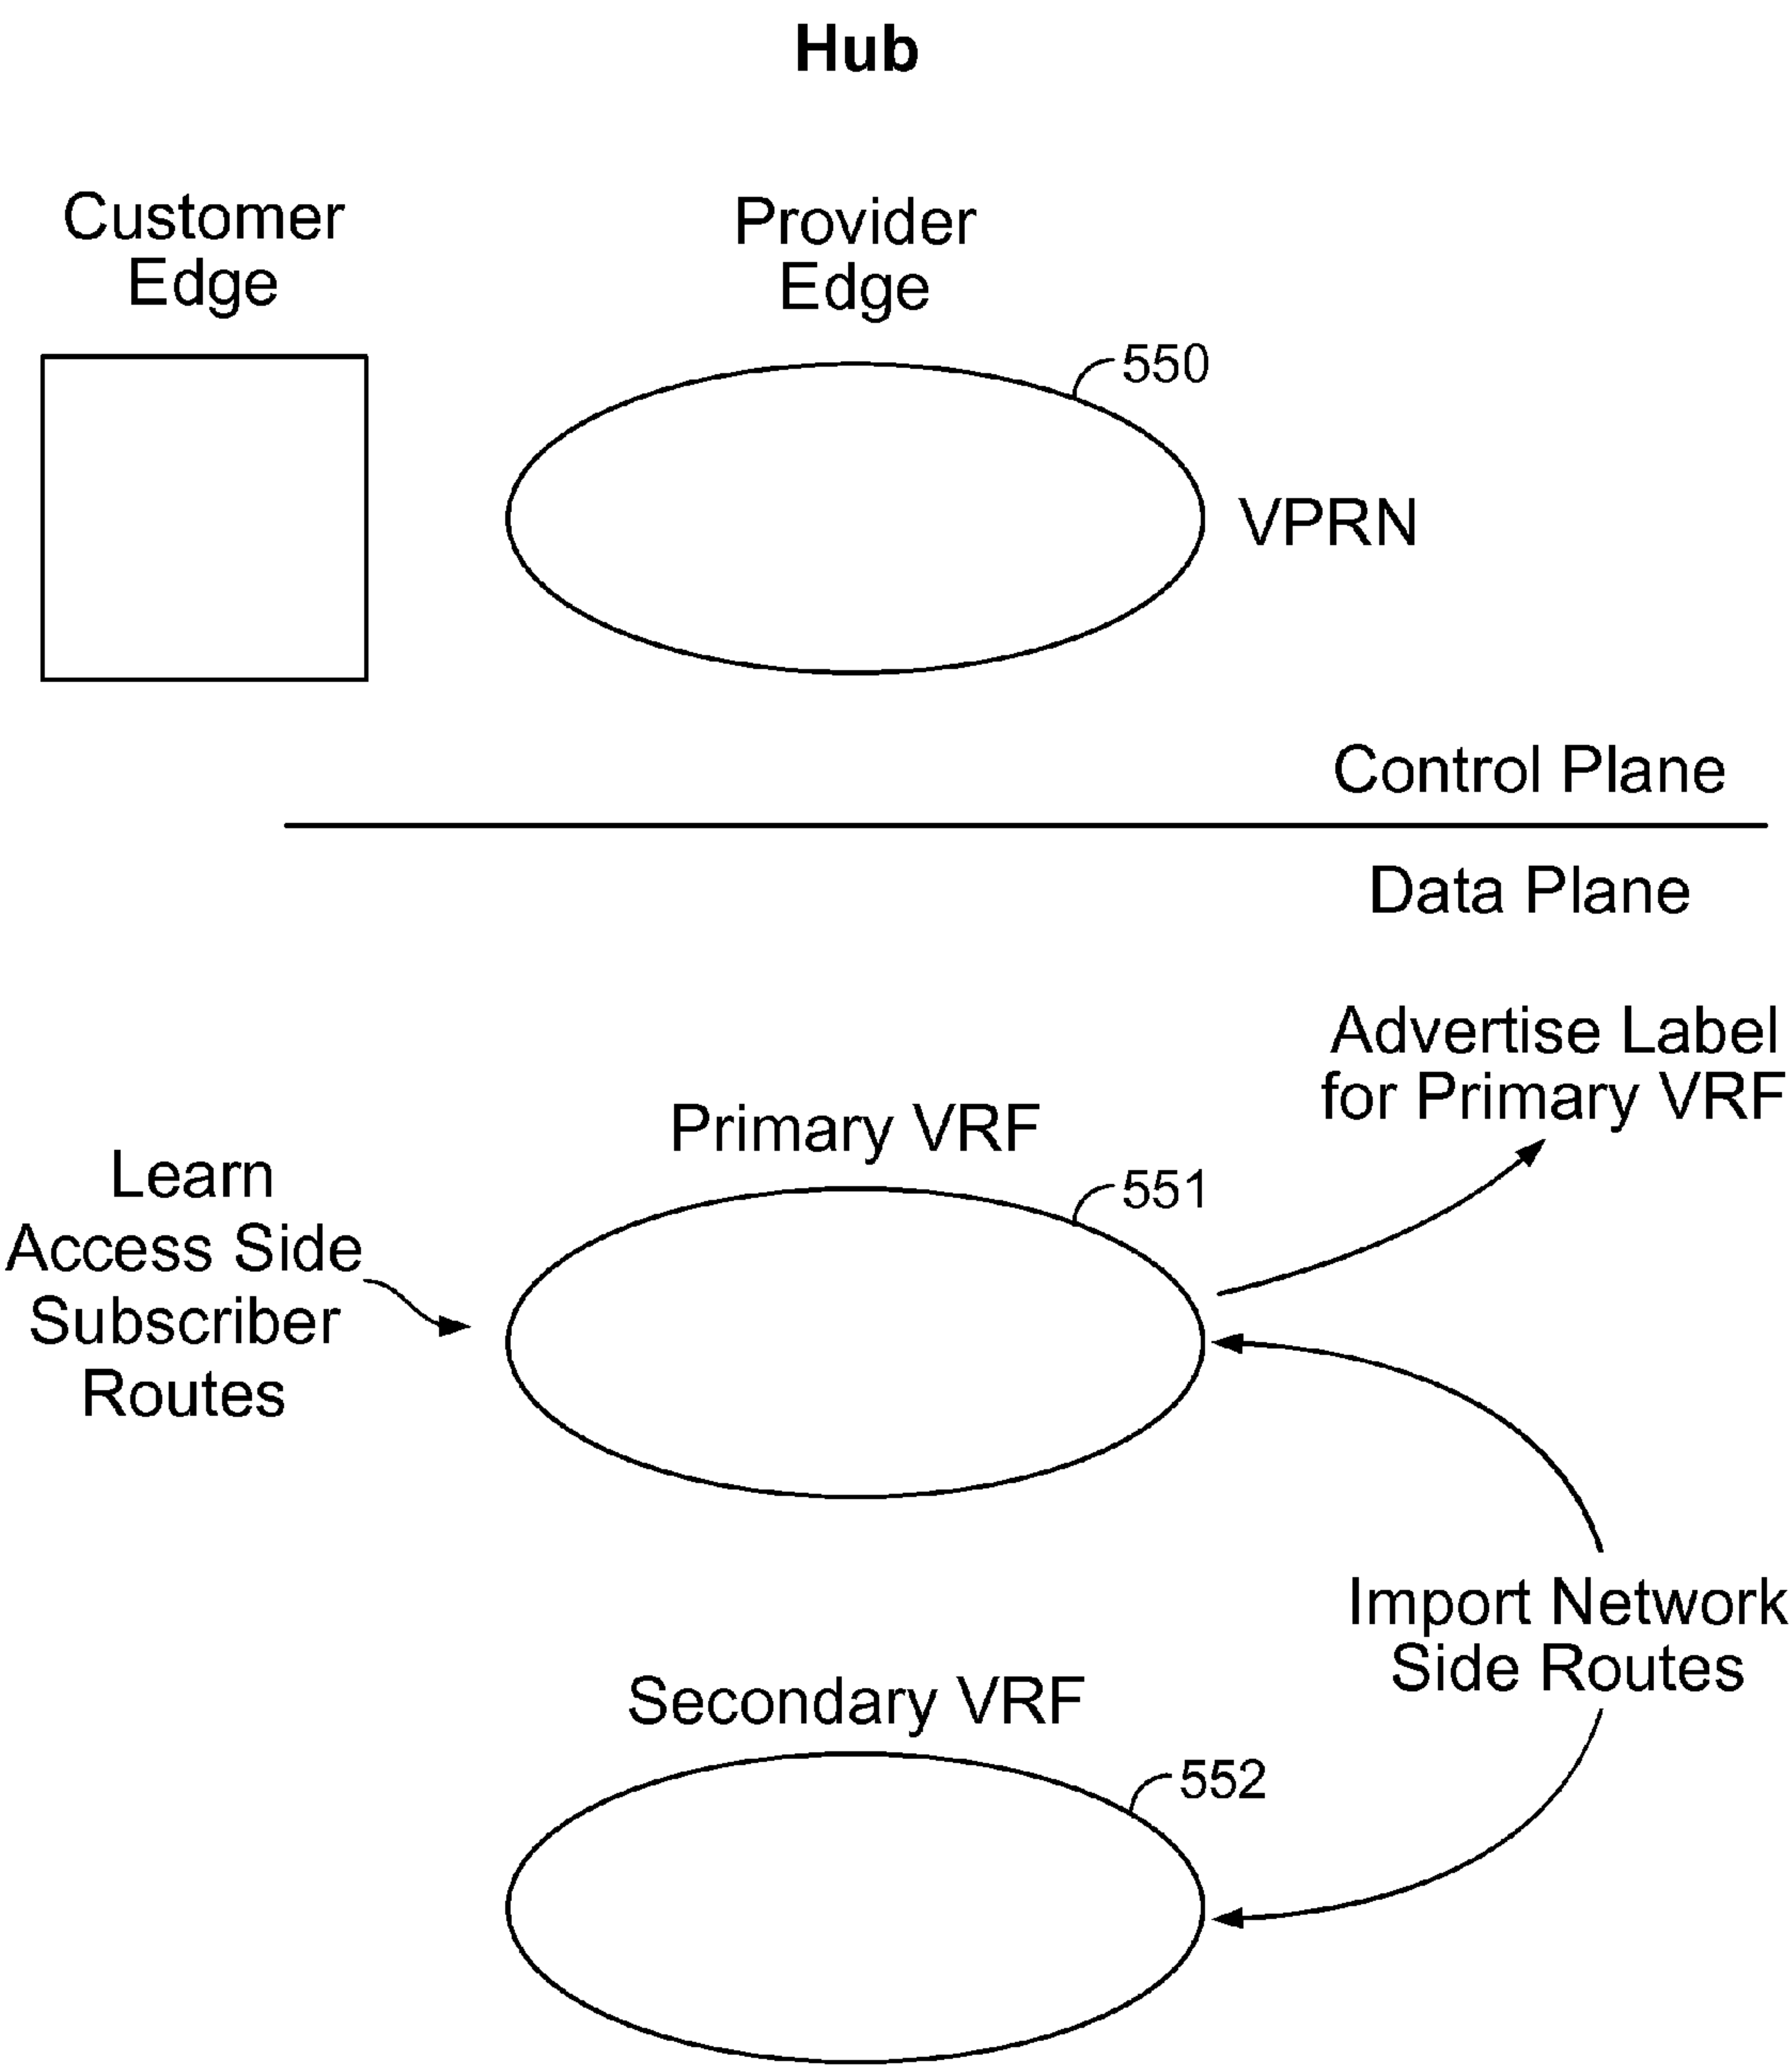 Hub
Customer
Edge
Provider
Edge
550
VPRN
Control Plane
Data Plane
Advertise Label
for Primary VRF
Primary VRF
551
Learn
Access Side
Subscriber
Routes
Import Network
Side Routes
Secondary VRF
552